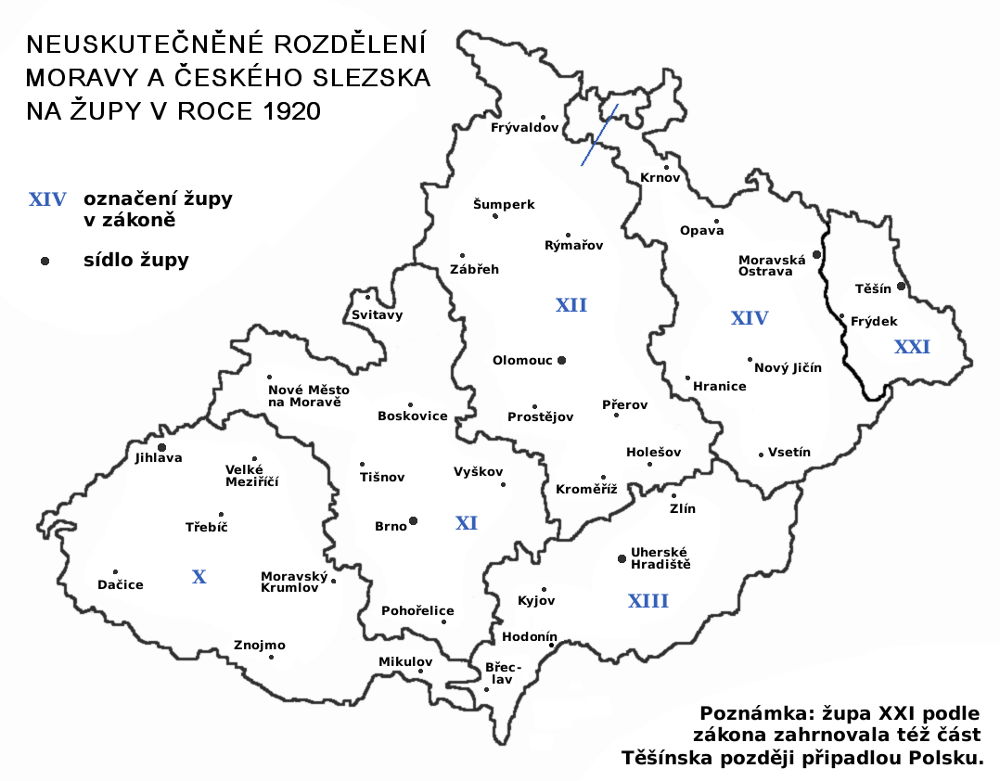 NEUSKUTEČNĚNÉ ROZDĚLENÍ
MORAVY A ČESKÉHO SLEZSKA
NA ŽUPY V ROCE 1920
XIV označení župy
v zákoně
sídlo župy
Frývaldov
Krnov
Šumperk
Opava
Rýmařov
Moravská
Ostrava
Zábřeh
Těšín
Svitavy
XII
XIV
Frýdek
XXI
Olomouc
Nový Jičín
Hranice
Nové Město
na Moravě
Boskovice
Prostějov
Přerov
Jihlava
Velké
Meziříčí
Holešov
Vsetín
Tišnov
Vyškov
Kroměříž
Zlín
Třebíč
Brno
XI
Uherské
Hradiště
Dačice
X
Moravský
Krumlov
Kyjov
XIII
Pohořelice
Hodonín
Znojmo
Mikulov
Břec-
lav
Poznámka: župa XXI podle
zákona zahrnovala též část
Těšínska později připadlou Polsku.